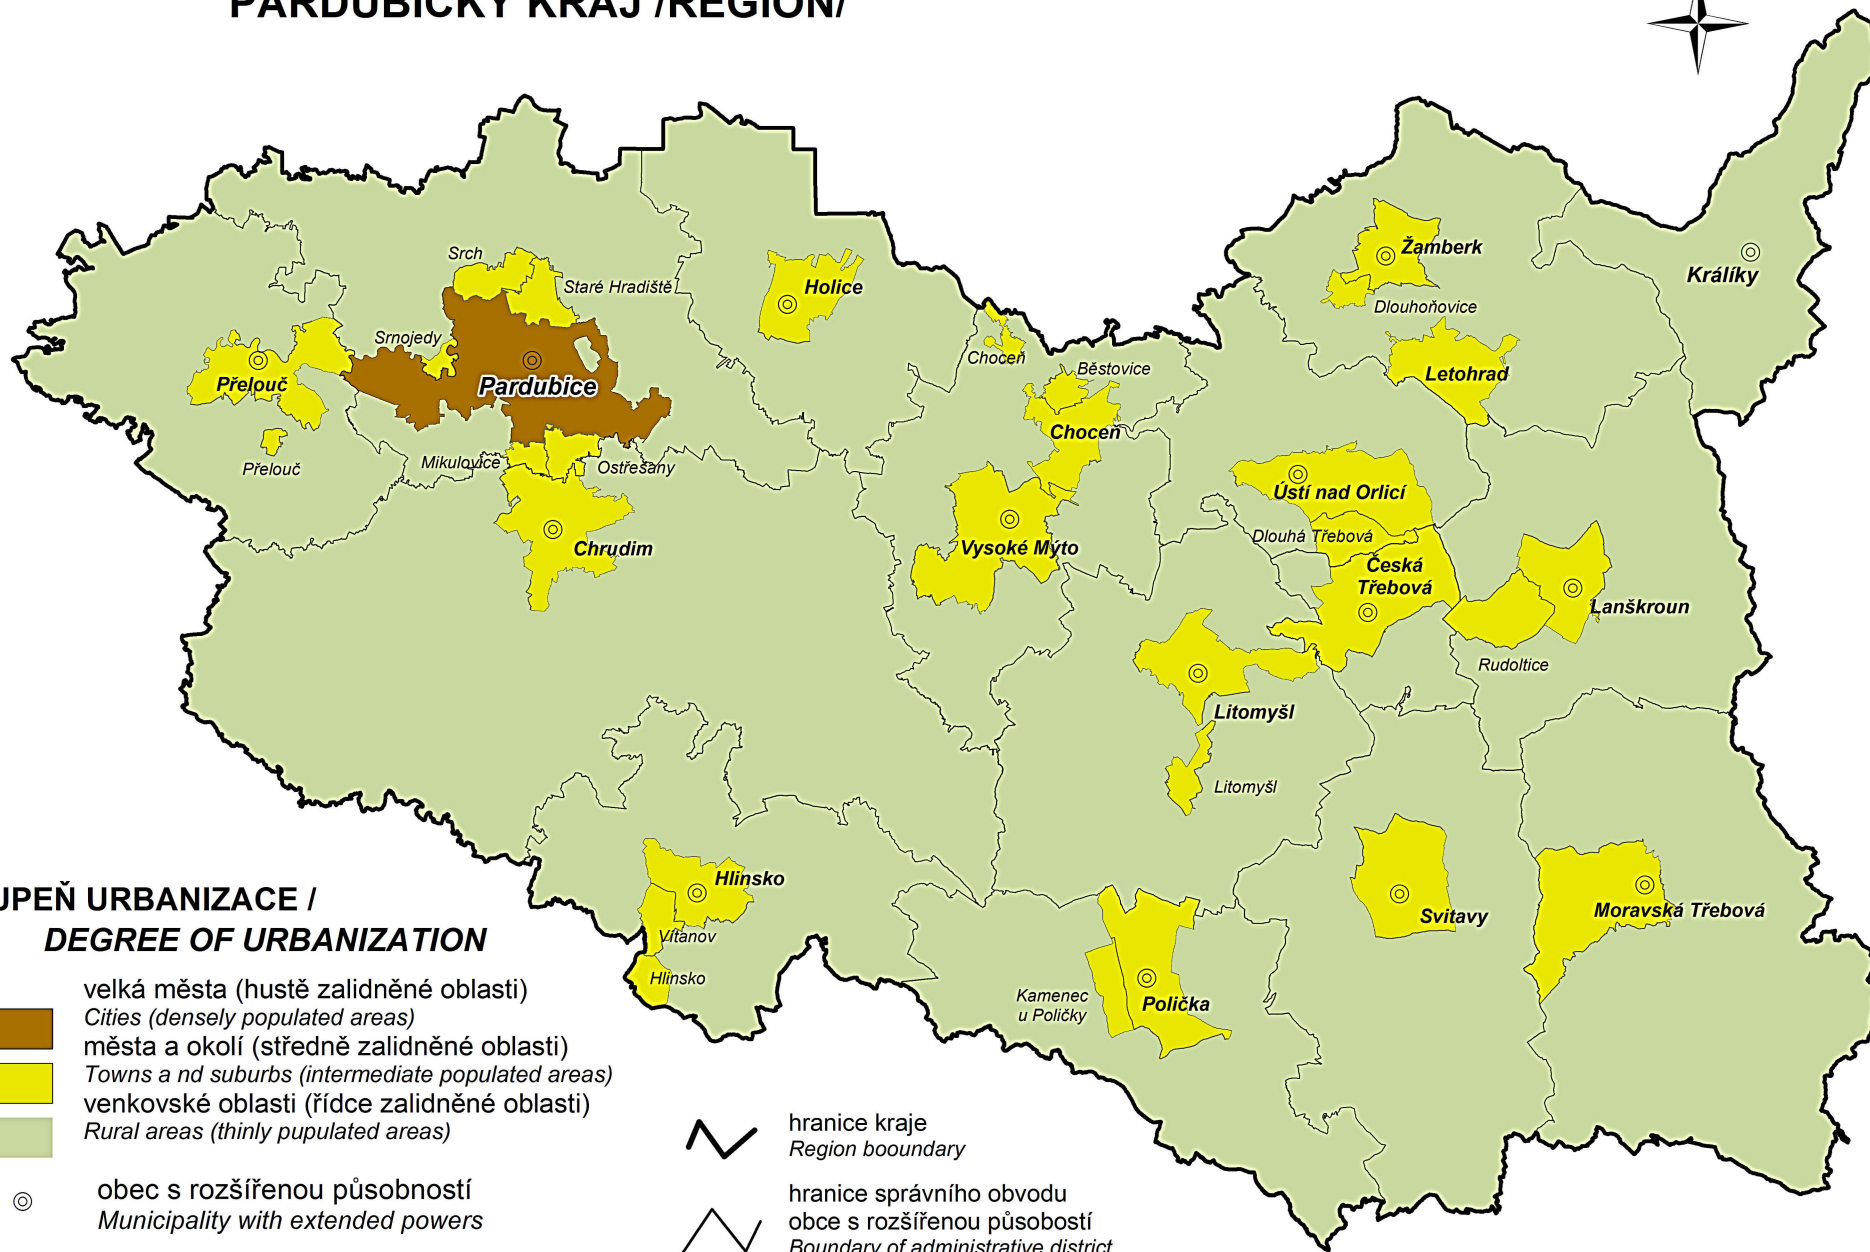 PARDUBICKÝ KRAJ /REGION/
Žamberk
Králíky
Srch
Staré Hradiště
Holice
Dlouhoňovice
Srnojedy
Choceň
Běstovice
Letohrad
Přelouč
Pardubice
Choceň
Přelouč
Mikulovice
Ostřešany
Ústí nad Orlicí
Chrudim
Vysoké Mýto
Dlouhá Třebová
Česká
Třebová
Lanškroun
Rudoltice
Litomyšl
Litomyšl
Hlinsko
Vítanov
Hlinsko
Svitavy
Moravská Třebová
Kamenec
u Poličky
Polička
UPEŇ URBANIZACE /
DEGREE OF URBANIZATION
velká města (hustě zalidněné oblasti)
Cities (densely populated areas)
města a okolí (středně zalidněné oblasti)
Towns a nd suburbs (intermediate populated areas)
venkovské oblasti (řídce zalidněné oblasti)
Rural areas (thinly pupulated areas)
obec s rozšířenou působností
Municipality with extended powers
hranice kraje
Region booundary
hranice správního obvodu
obce s rozšířenou působostí
Boundary of administrative district